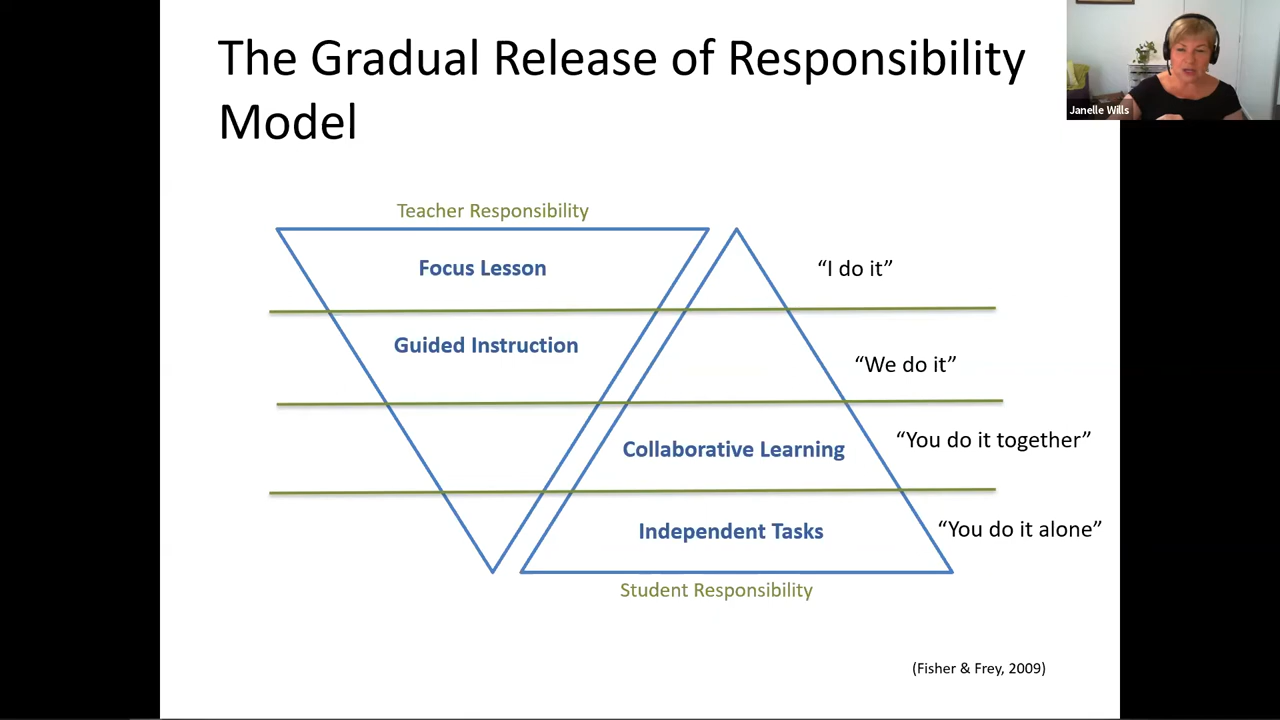 The Gradual Release of Responsibility
Model
Janelle Wills
Teacher Responsibility
Focus Lesson
“I do it”
Guided Instruction
“We do it”
Collaborative Learning
“You do it together”
Independent Tasks
“You do it alone”
Student Responsibility
(Fisher & Frey, 2009)